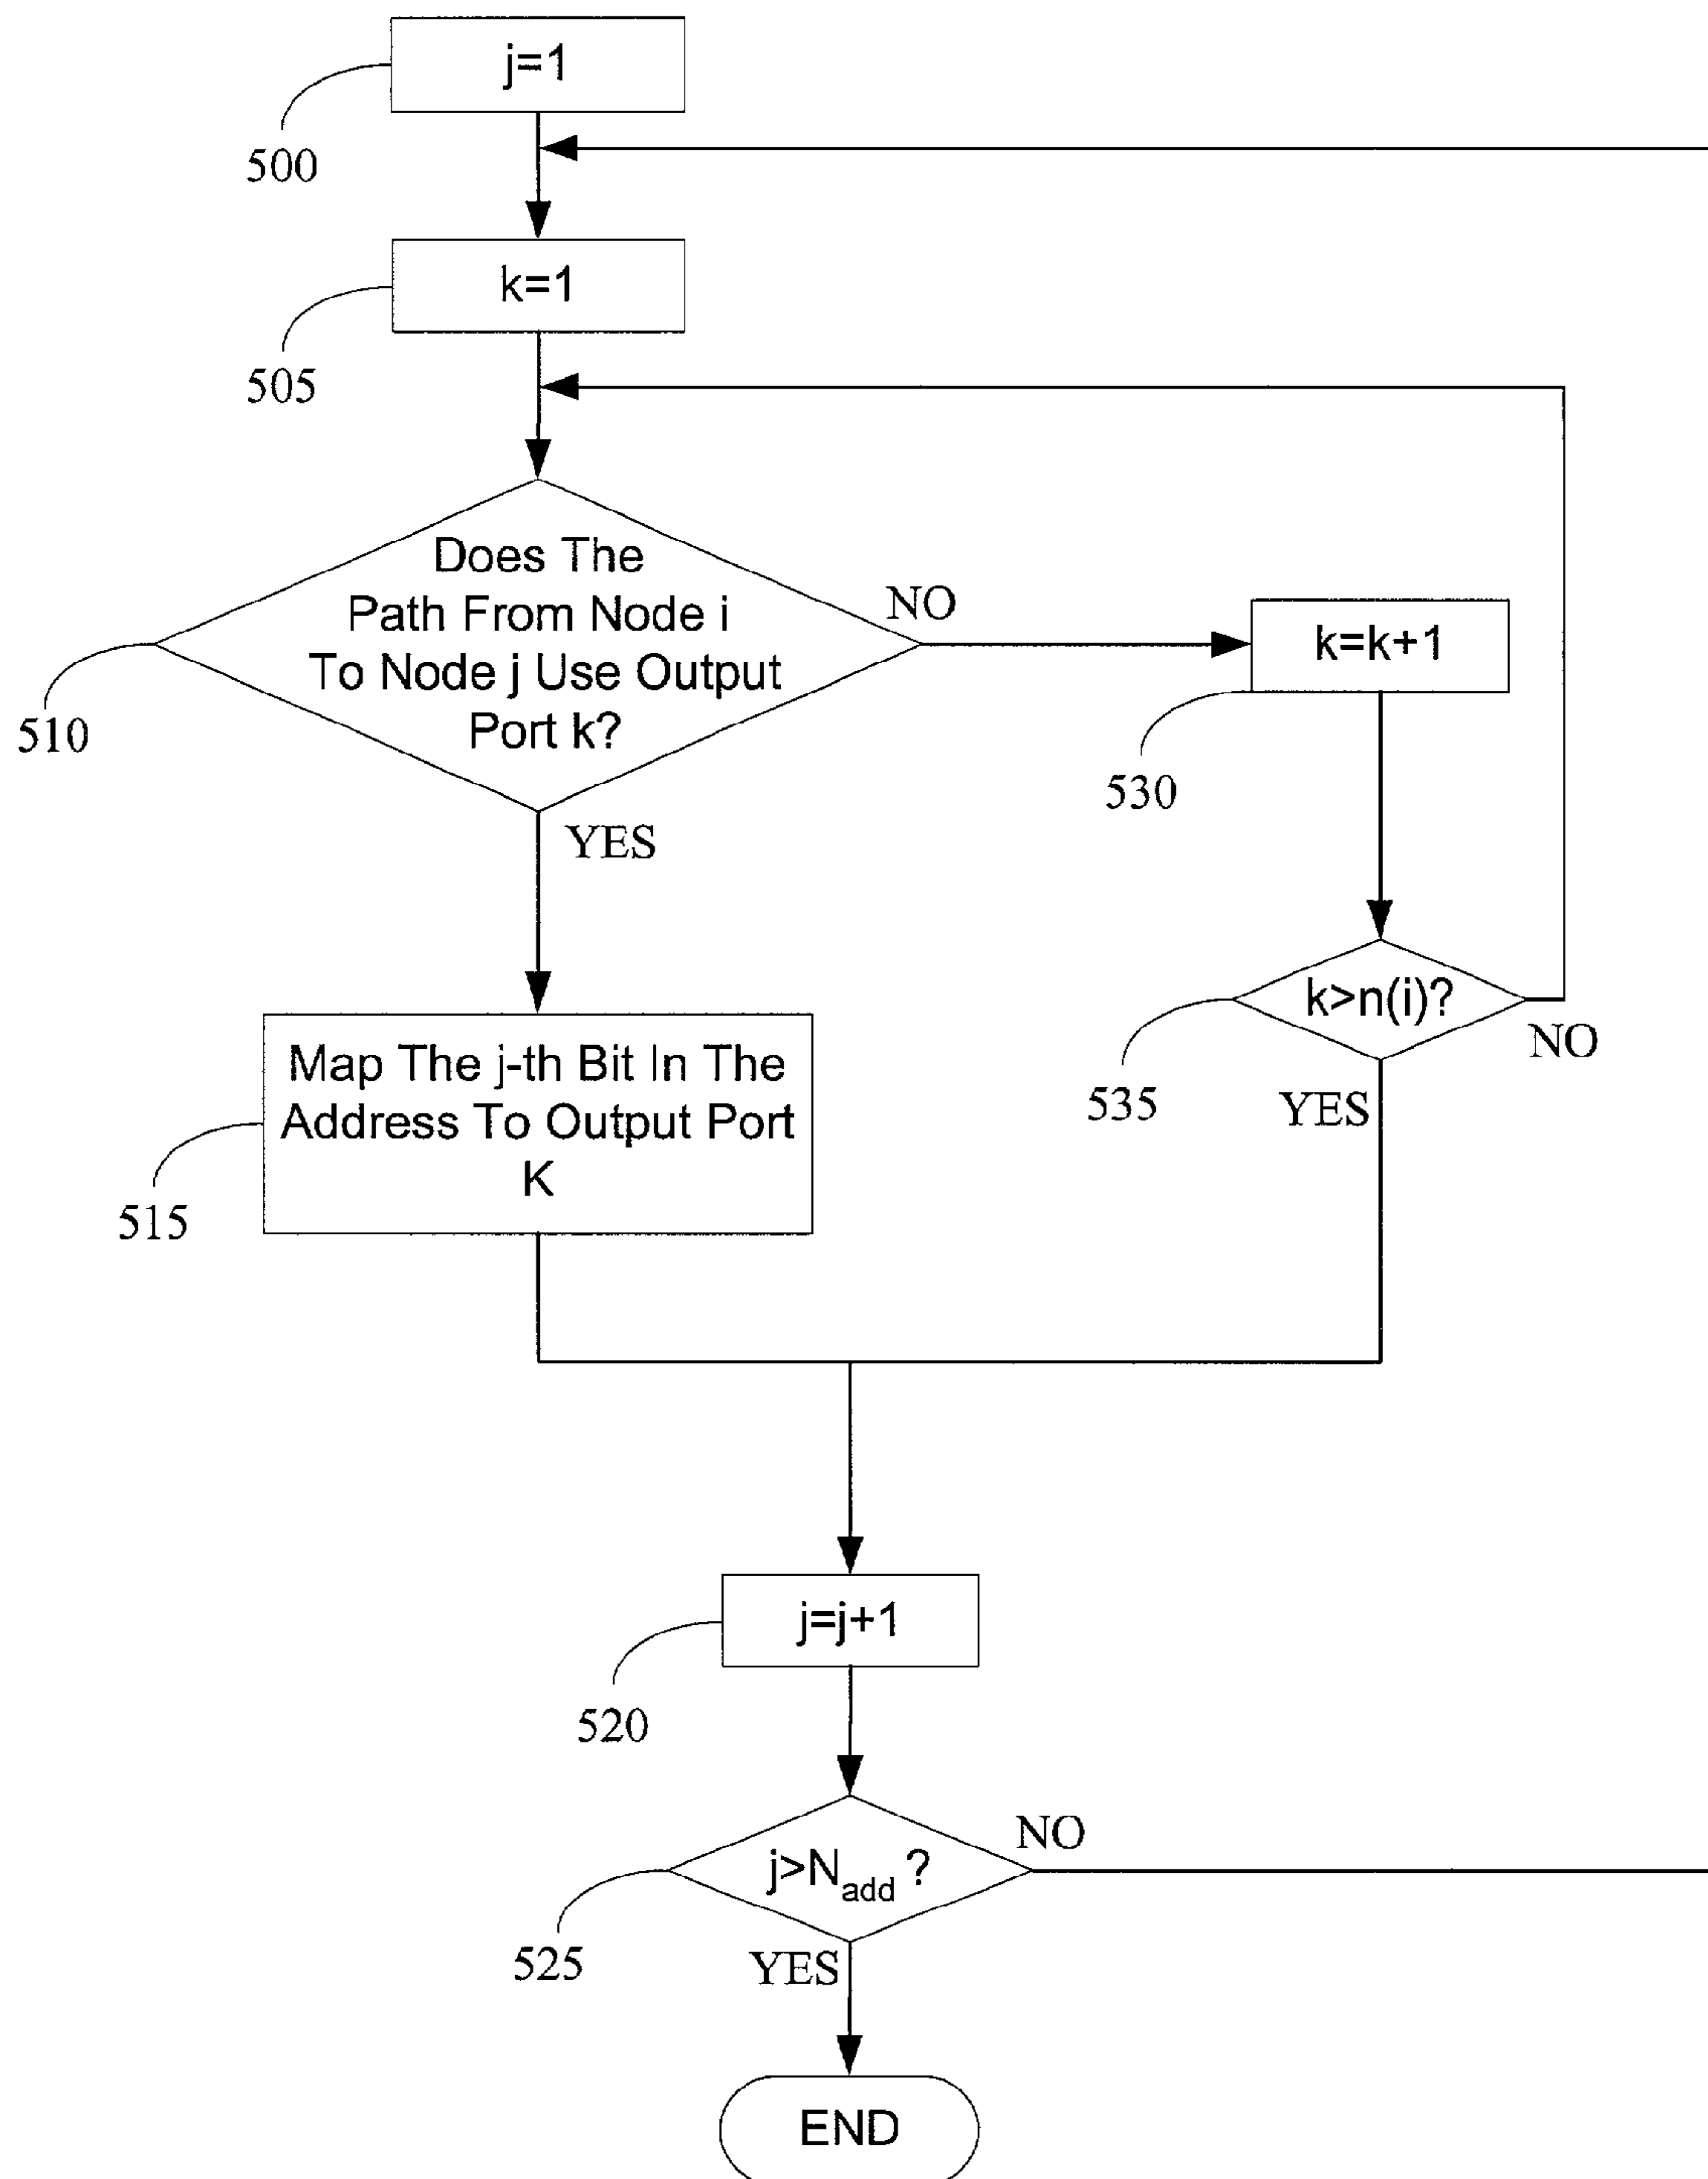 j=1
500
k=1
505
Does The
Path From Node i
To Node j Use Output
Port k?
NO
510
YES
k=k+1
530
k>n(i)?
NO
535
YES
Map The j-th Bit In The
Address To Output Port
K
515
j=j+1
520
j>Nadd ?
NO
525
YES
END